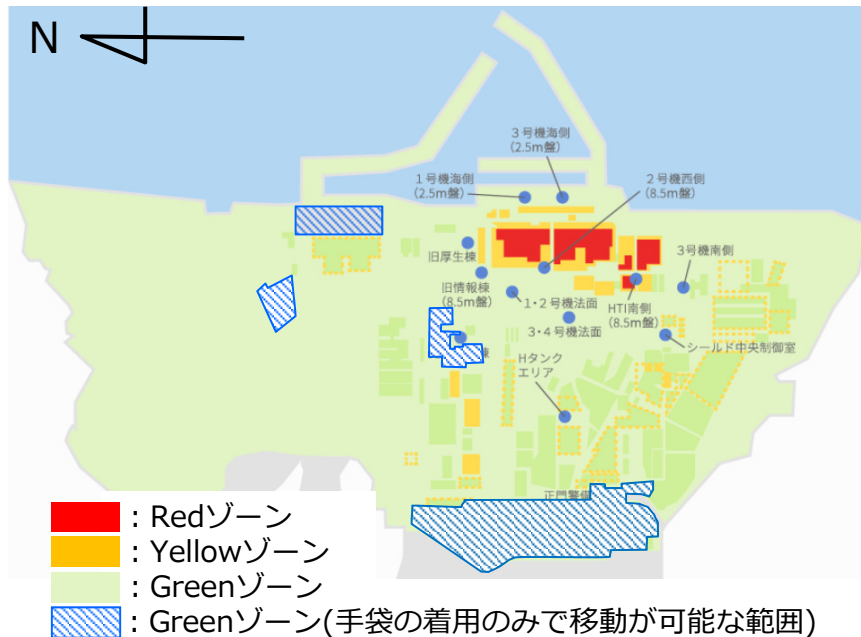 N
3号機海側
(2.5m盤)
1号機海側
(2.5m盤)
2号機西側
(8.5m盤)
旧厚生棟
3号機南側
旧情報棟
(8.5m盤)
1・2号機法面
HTI南側
(8.5m盤)
3・4号機法面
シールド中央制御室
棟
Hタンク
エリア
正門警備
: Redゾーン
: Yellowゾーン
: Greenゾーン
: Greenゾーン(手袋の着用のみで移動が可能な範囲)